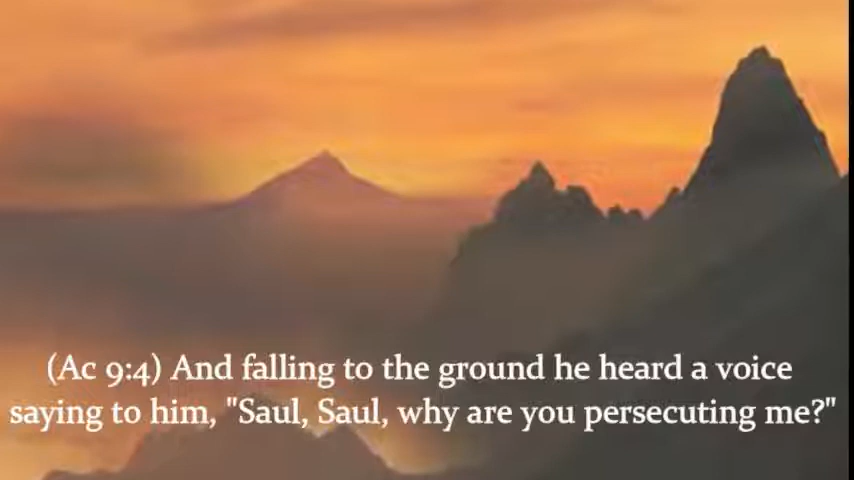 (Ac 9:4) And falling to the ground he heard a voice
saying to him, "Saul, Saul, why are you persecuting me?"